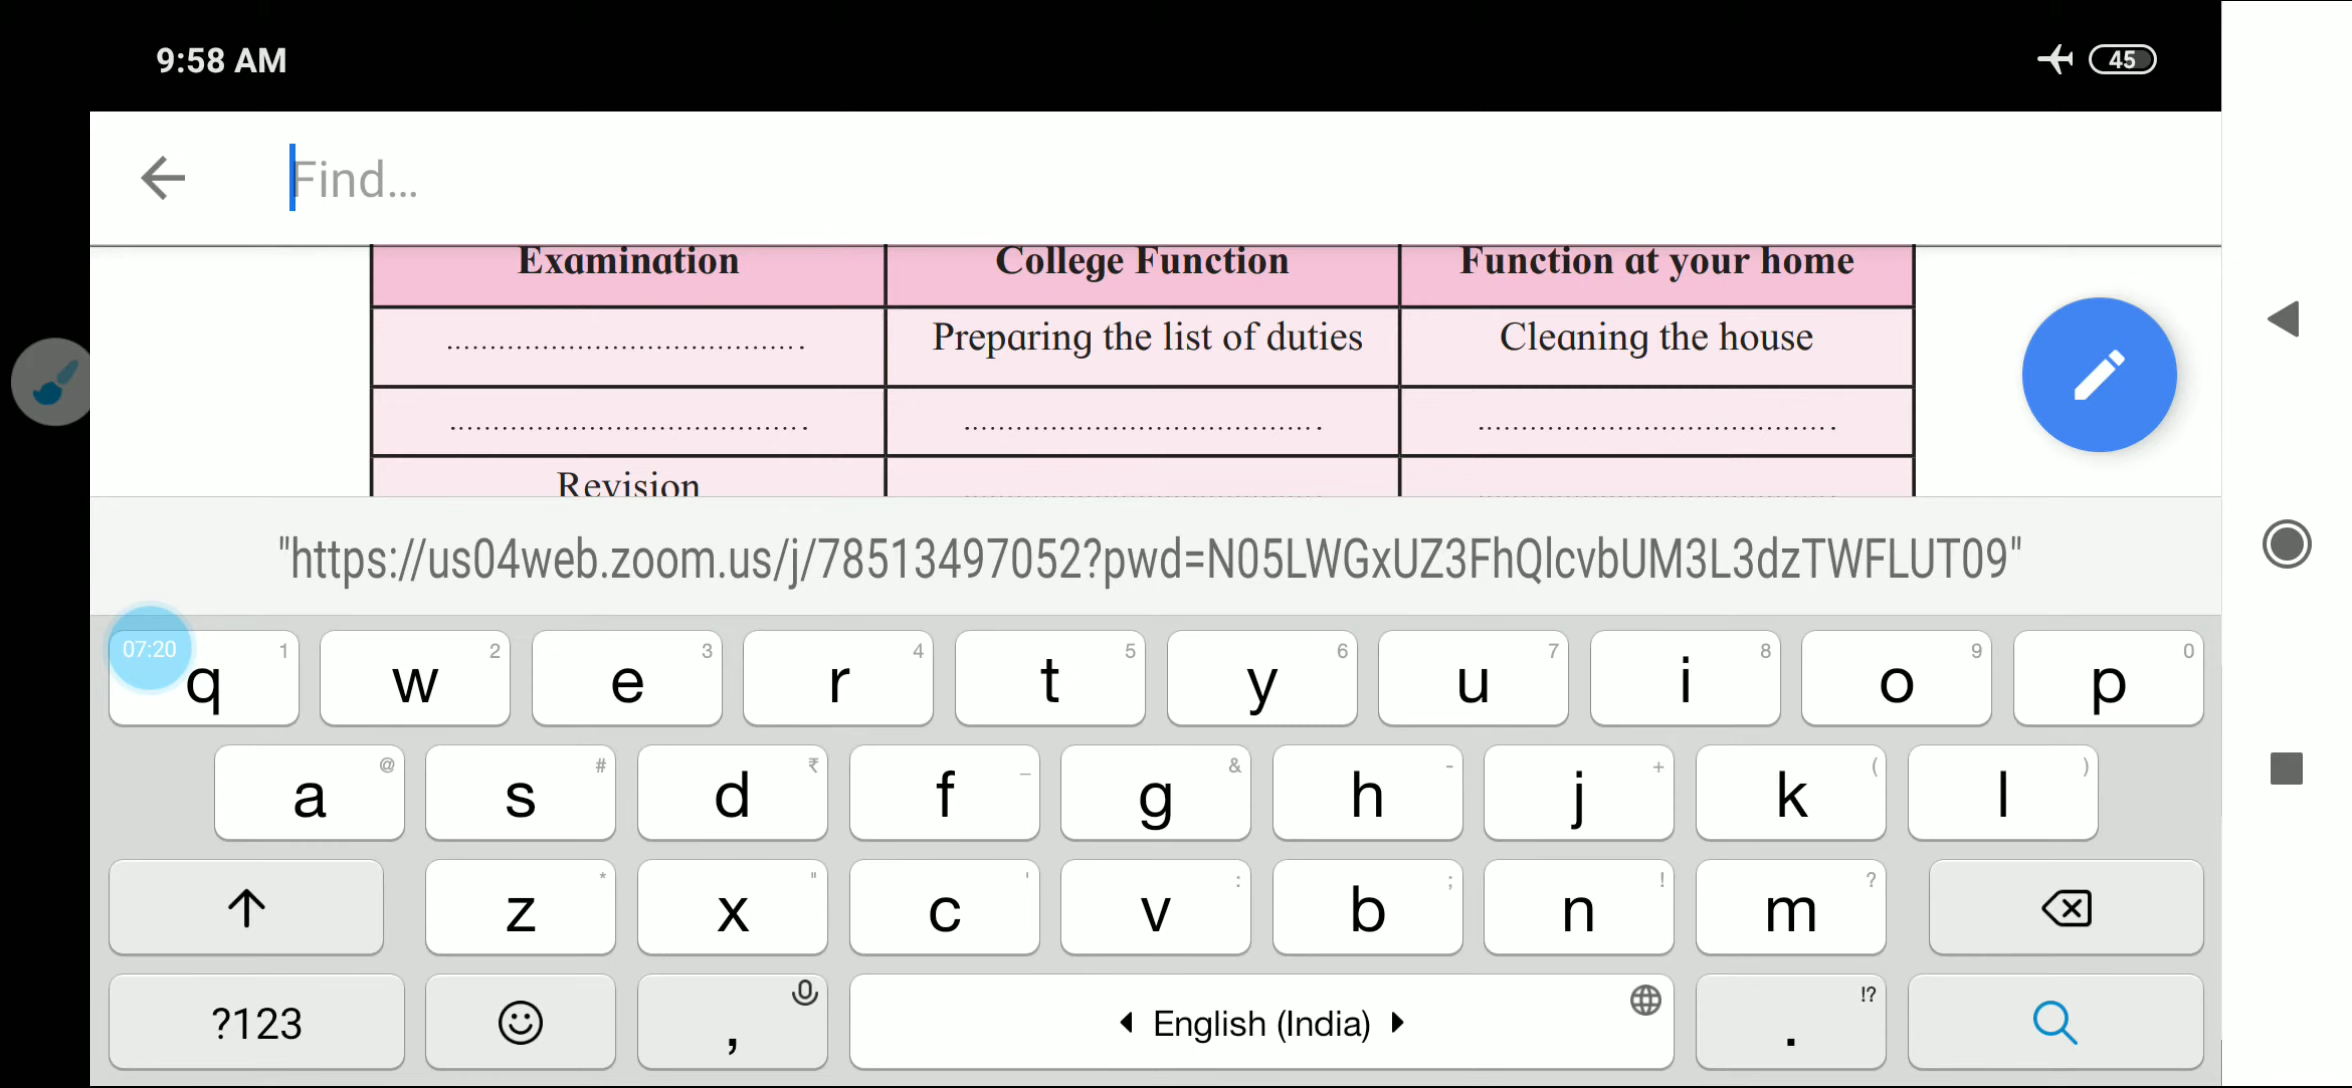 9:58 AM
45
Find...
Examination College Function Function at your home
....................................... Preparing the list of duties Cleaning the house
....................................... ....................................... .......................................
Revision ....................................... .......................................
"https://us04web.zoom.us/j/78513497052?pwd=N05LWGxUZ3FhQlcvbUM3L3dzTWFLUT09"
07:20
q 1 w 2 e 3 r 4 t 5 y 6 u 7 i 8 o 9 p 0
a @ s # d ₹ f _ g & h - j + k ( l )
z * x " c ' v : b ; n ! m ?
?123 , English (India) . !?